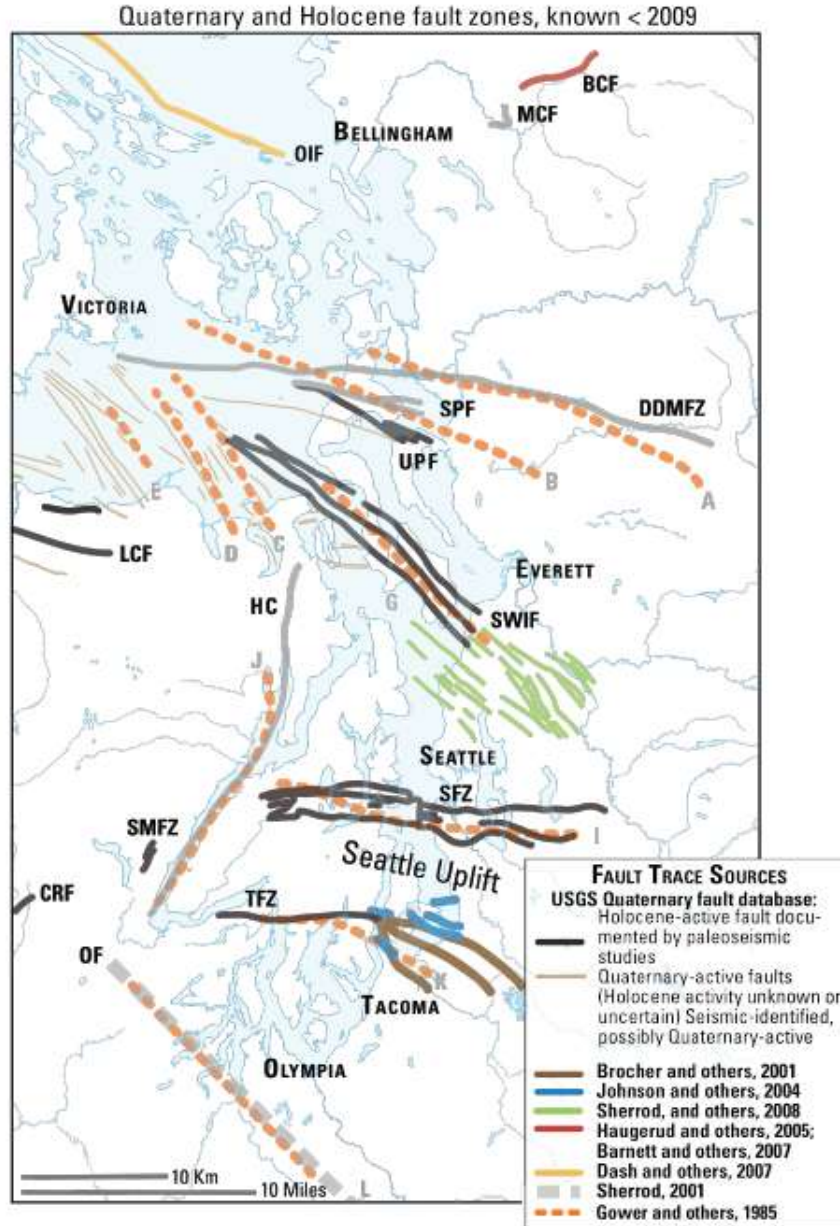 Quaternary and Holocene fault zones, known < 2009
BCF
MCF
BELLINGHAM
OIF
VICTORIA
SPF
DDMFZ
UPF
B
A
E
D
C
LCF
EVERETT
HC
G
SWIF
J
SEATTLE
SFZ
I
SMFZ
Seattle Uplift
CRF
TFZ
OF
K
TACOMA
OLYMPIA
10 Km
10 Miles
L
FAULT TRACE SOURCES
USGS Quaternary fault database:
Holocene-active fault docu-
mented by paleoseismic
studies
Quaternary-active faults
(Holocene activity unknown or
uncertain) Seismic-identified,
possibly Quaternary-active
Brocher and others, 2001
Johnson and others, 2004
Sherrod, and others, 2008
Haugerud and others, 2005;
Barnett and others, 2007
Dash and others, 2007
Sherrod, 2001
Gower and others, 1985